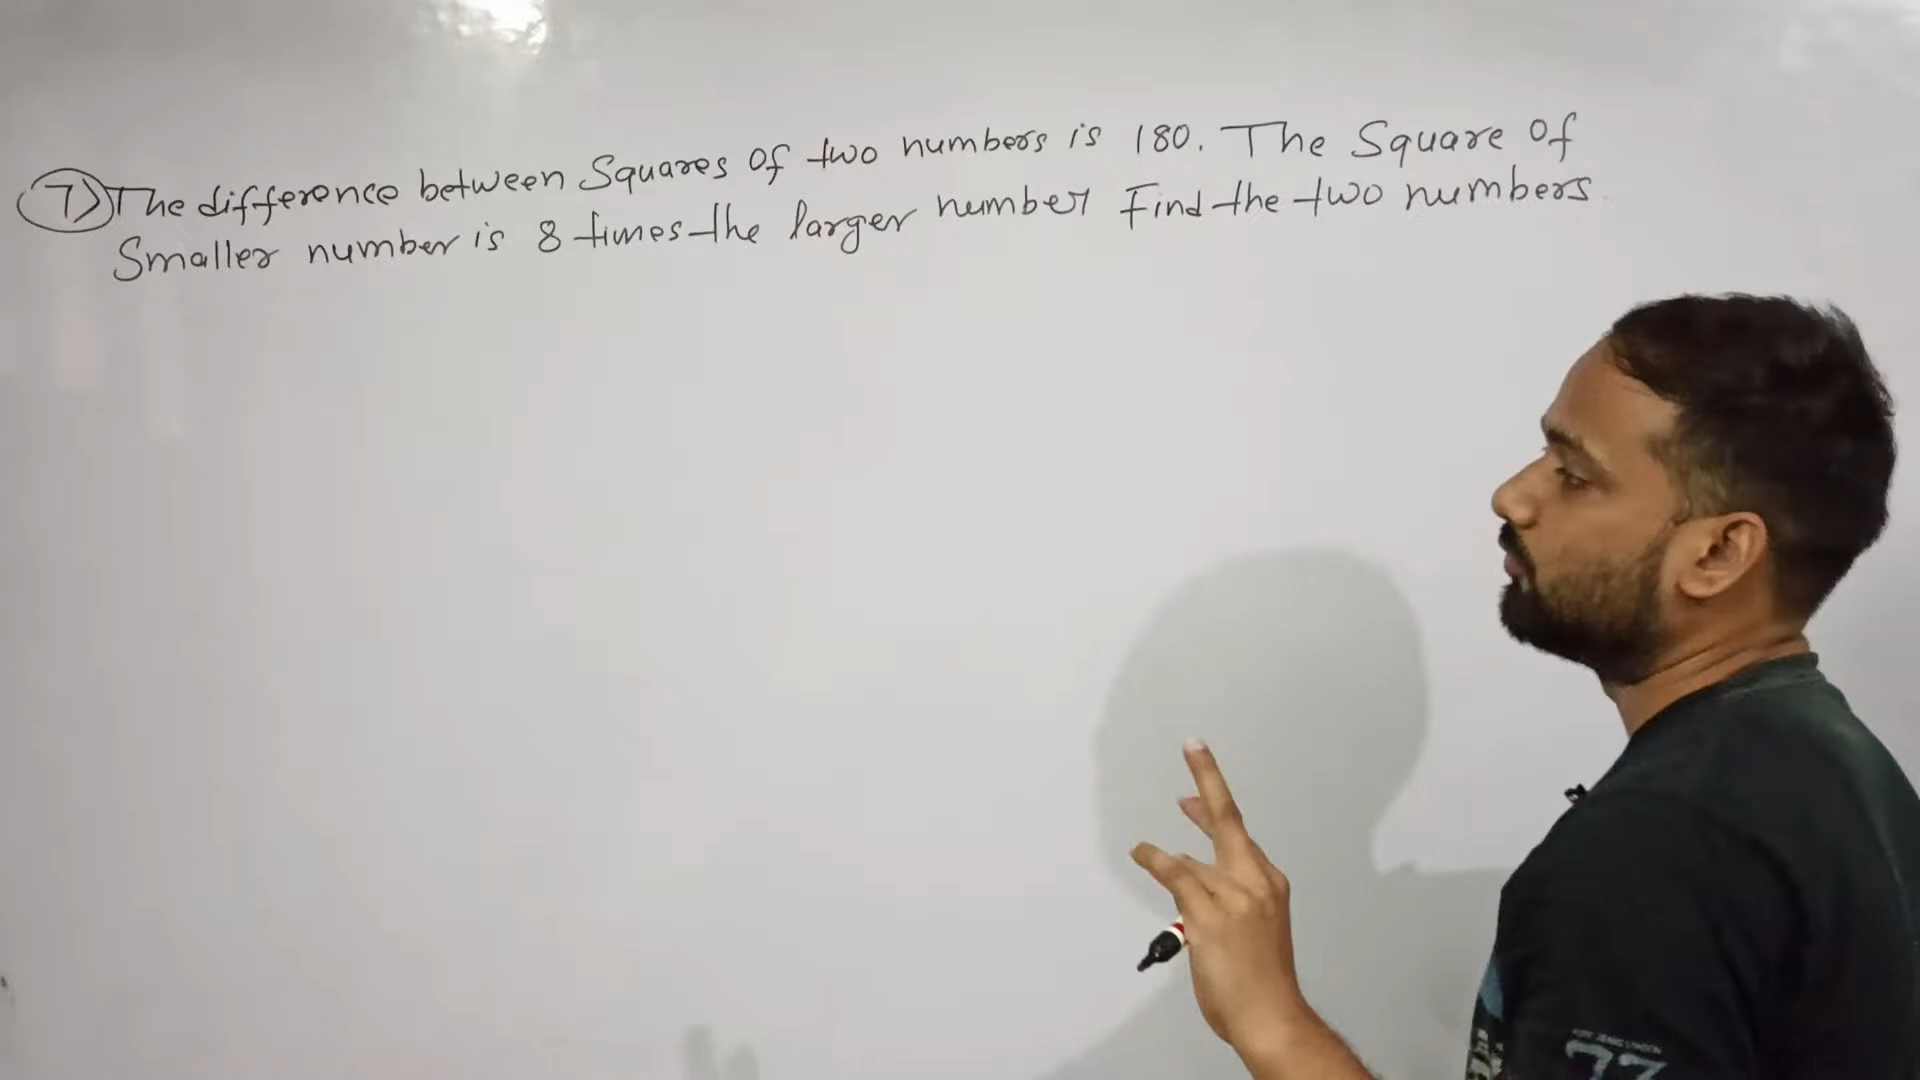 7) The difference between Squares of two numbers is 180. The Square of
Smaller number is 8 times the larger number Find the two numbers.
77